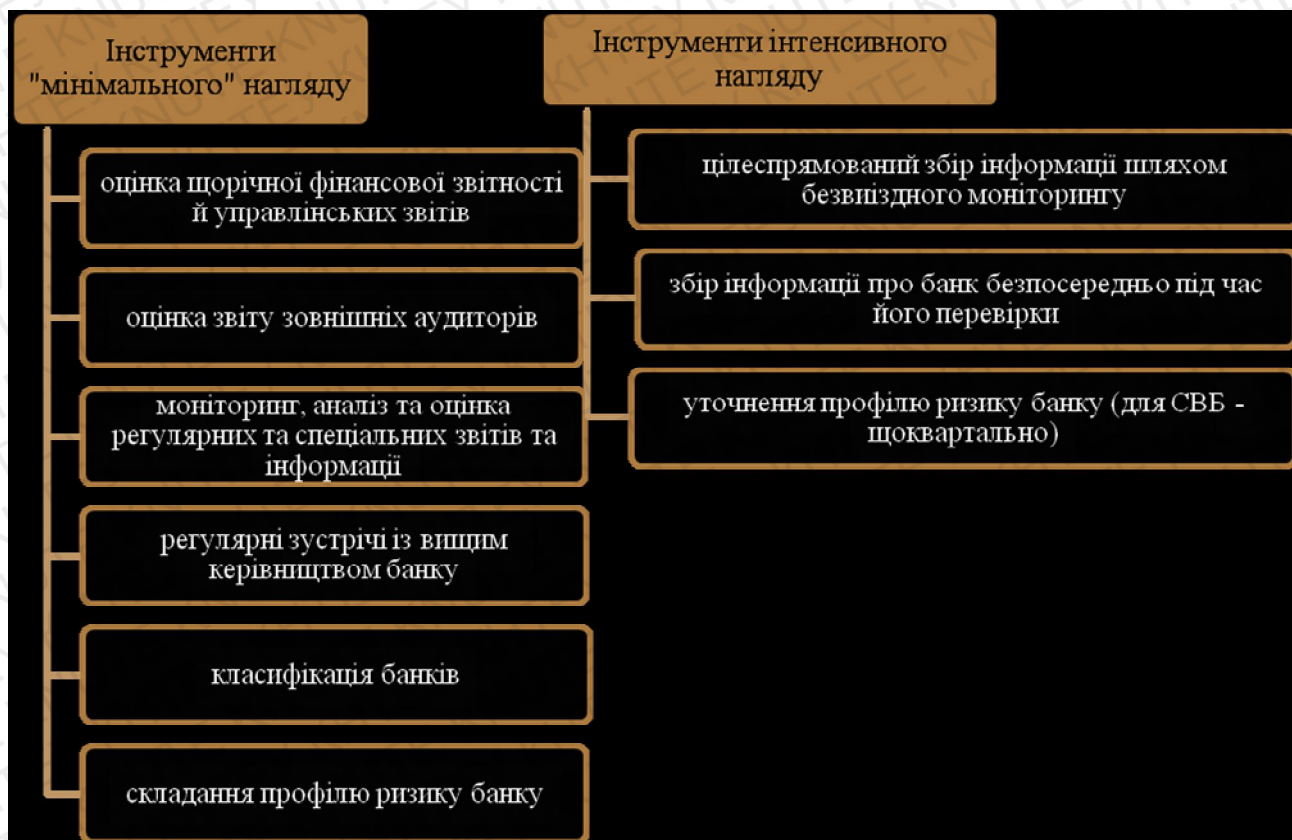 Інструменти
"мінімального" нагляду
оцінка щорічної фінансової звітності
й управлінських звітів
оцінка звіту зовнішніх аудиторів
моніторинг, аналіз та оцінка
регулярних та спеціальних звітів та
інформації
регулярні зустрічі із вищим
керівництвом банку
класифікація банків
складання профілю ризику банку
Інструменти інтенсивного
нагляду
цілеспрямований збір інформації шляхом
безвиїздного моніторингу
збір інформації про банк безпосередньо під час
його перевірки
уточнення профілю ризику банку (для СВБ -
щоквартально)